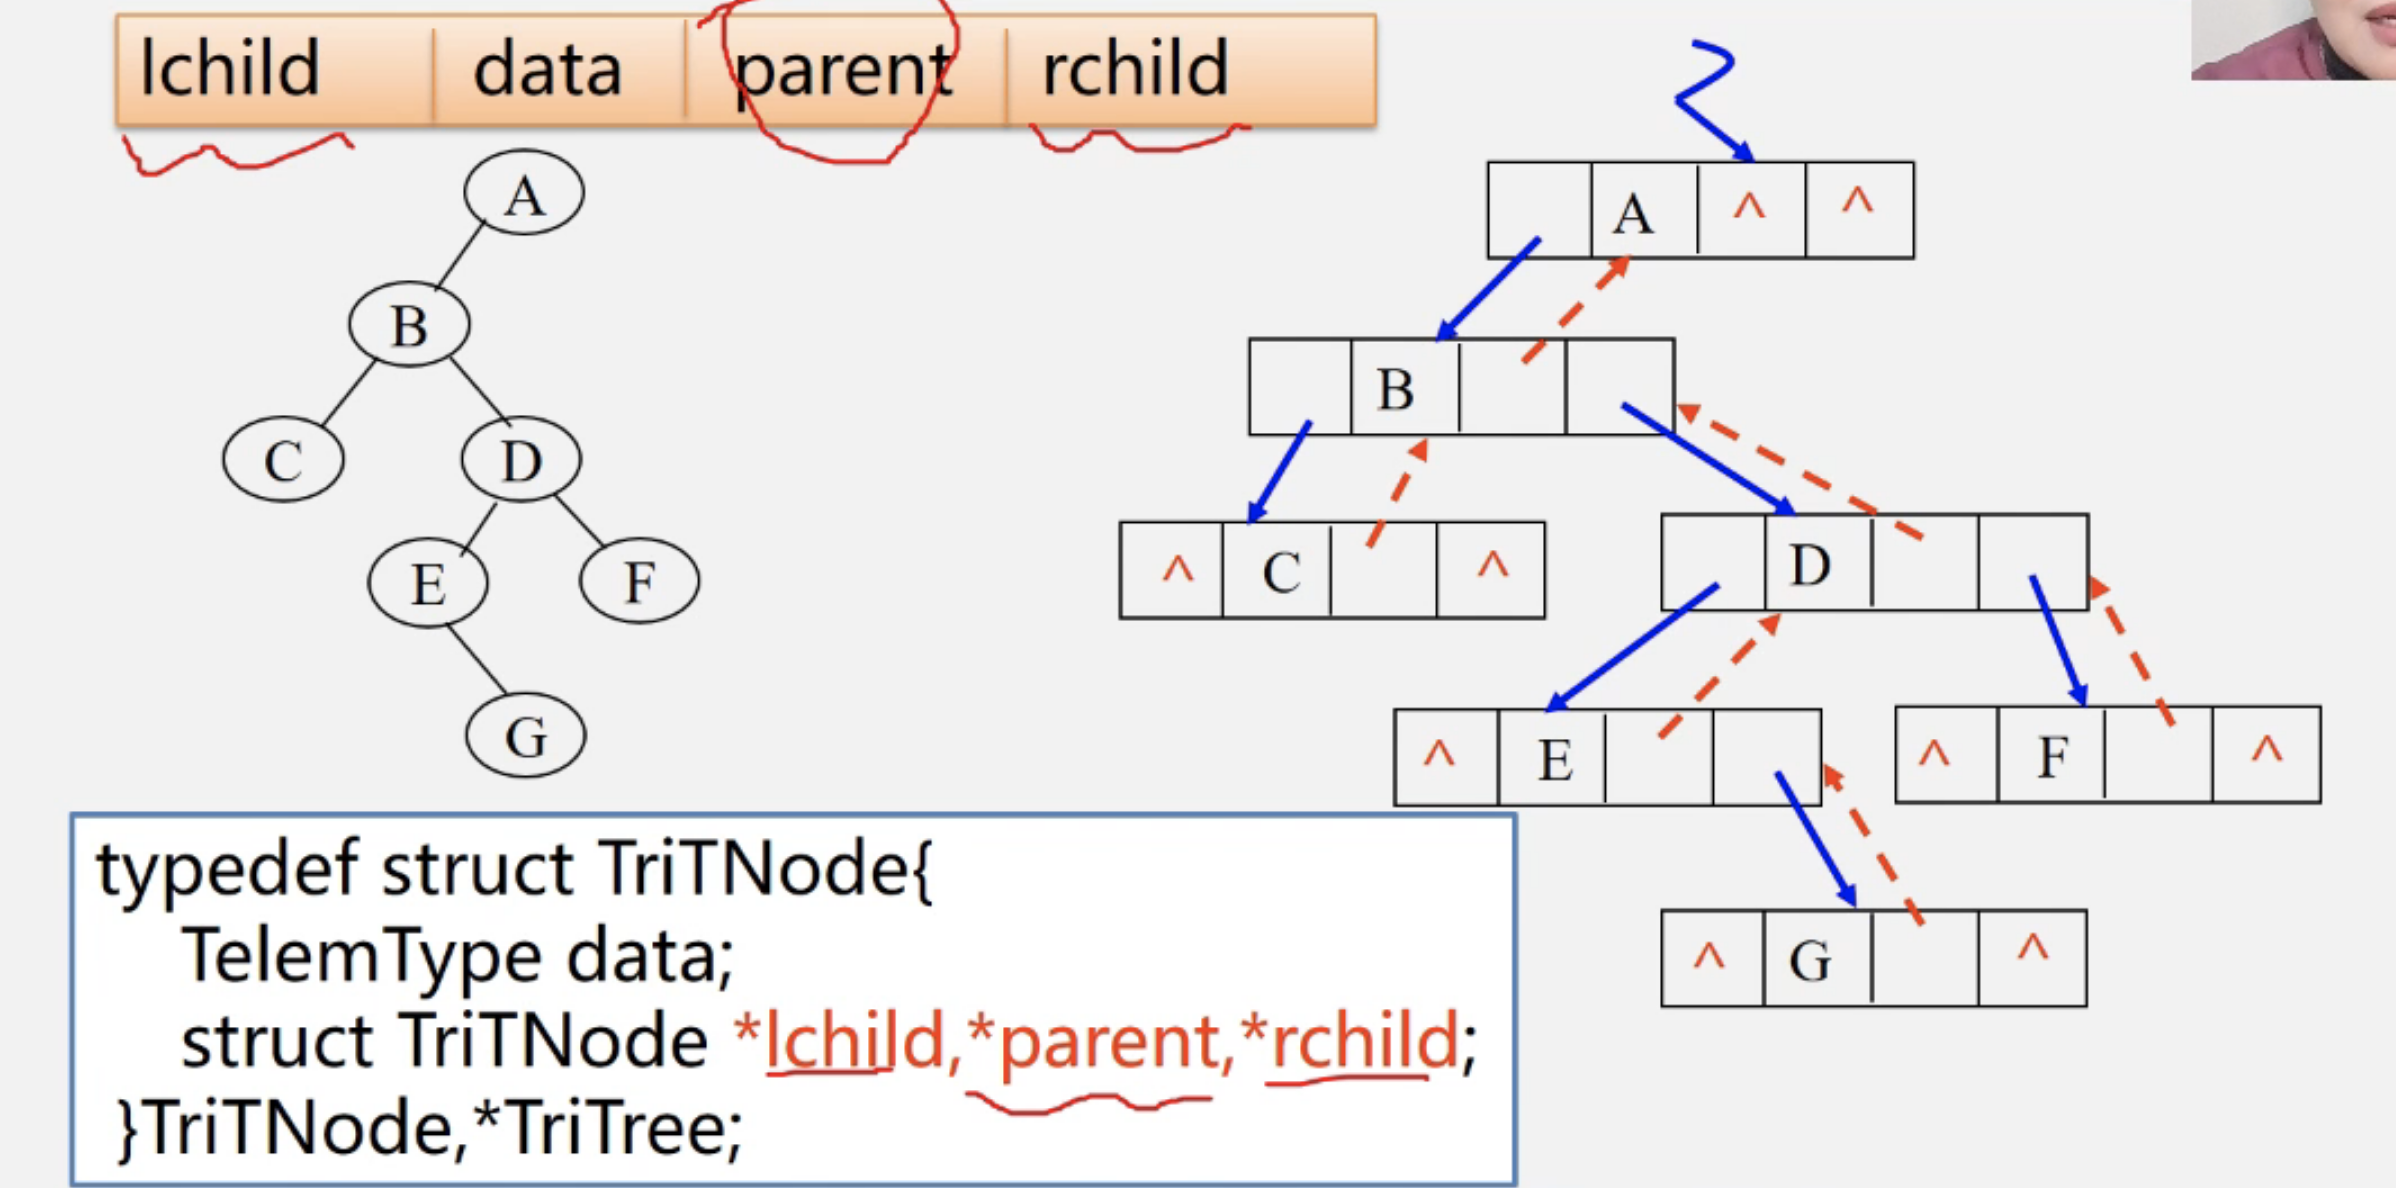 lchild data parent rchild
A
B
C D
E F
G
A ^ ^
B
^ C ^
D
^ E
^ F ^
^ G ^
typedef struct TriTNode{
TelemType data;
struct TriTNode *lchild,*parent,*rchild;
}TriTNode,*TriTree;